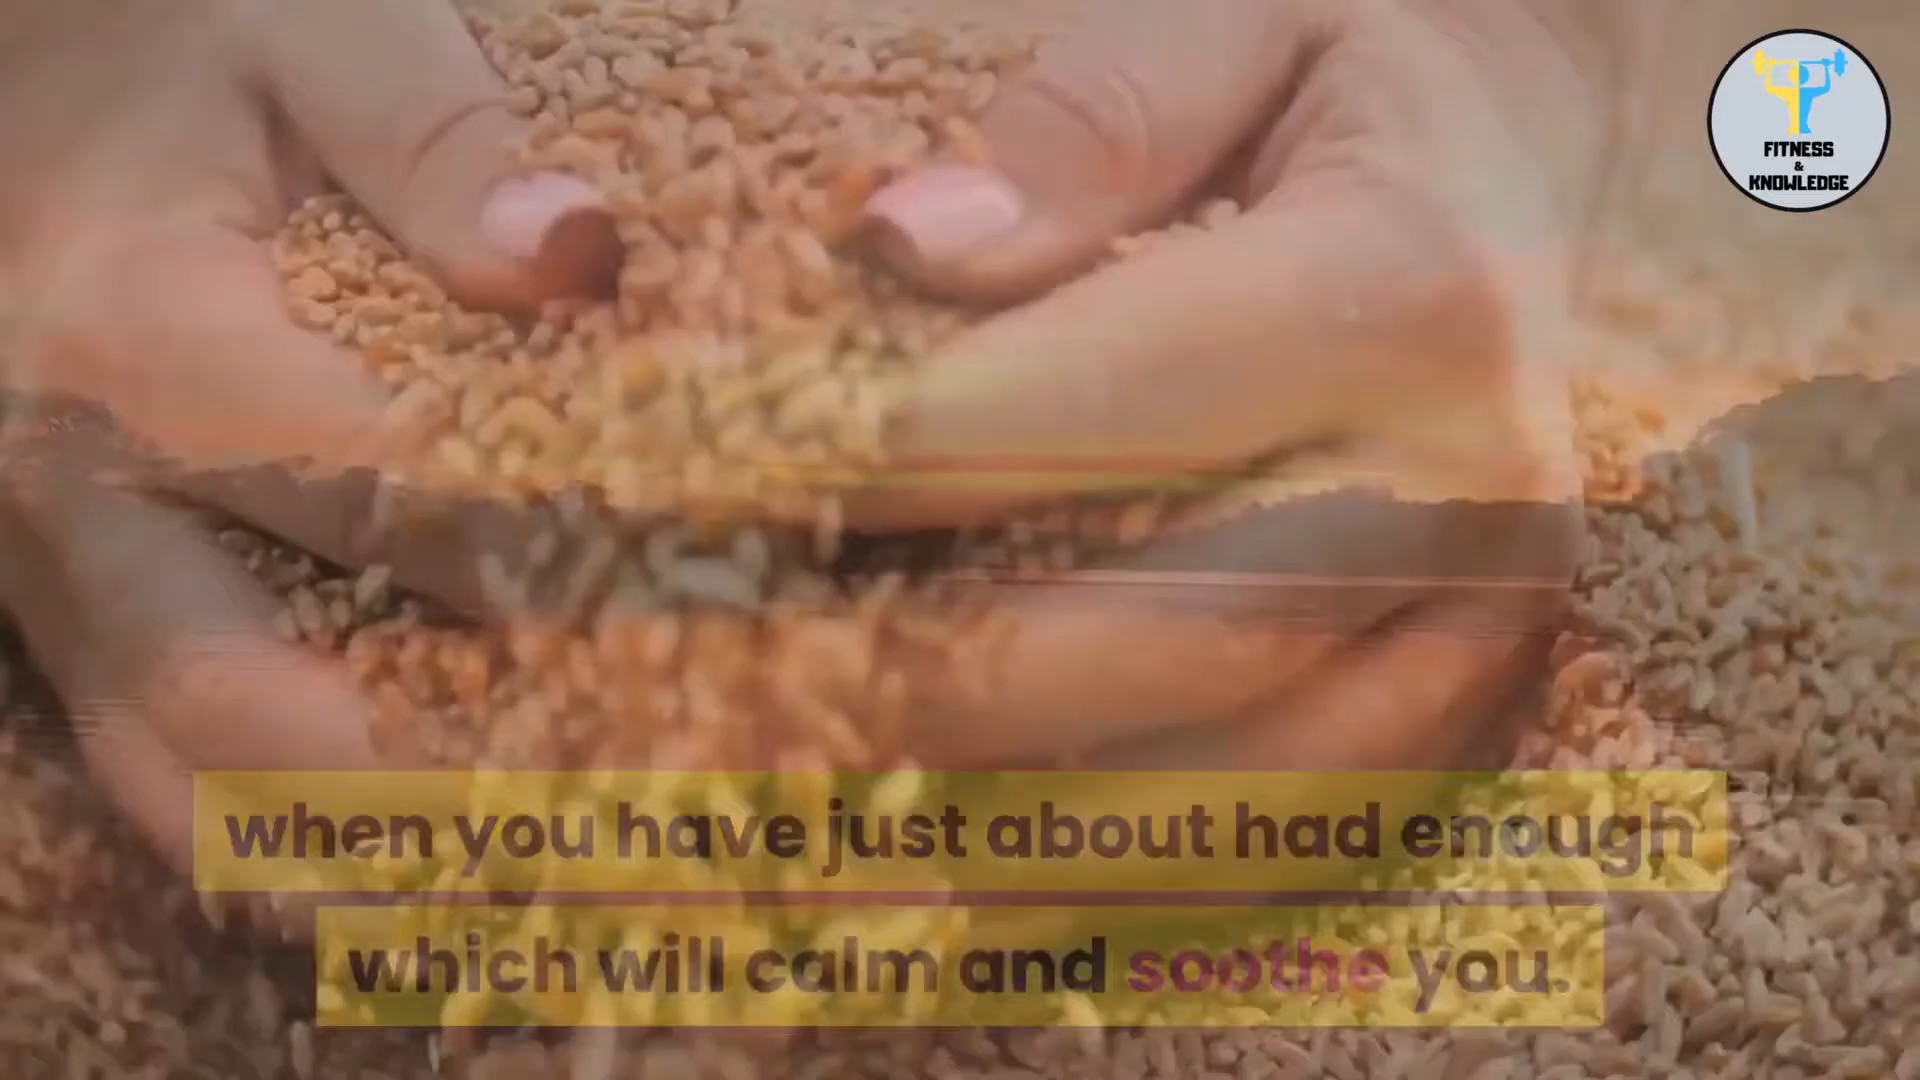 FITNESS
&
KNOWLEDGE
when you have just about had enough
which will calm and soothe you.